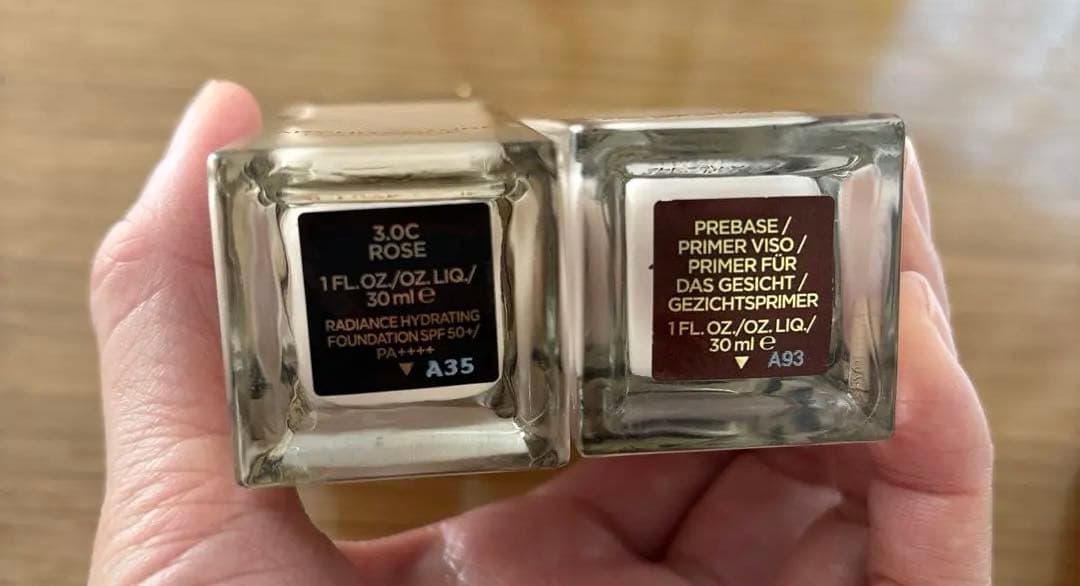 3.0C
ROSE
1 FL.OZ./OZ. LIQ./
30 ml ℮
RADIANCE HYDRATING
FOUNDATION SPF 50+/
PA++++
A35
PREBASE /
PRIMER VISO /
PRIMER FÜR
DAS GESICHT /
GEZICHTSPRIMER
1 FL. OZ./OZ. LIQ./
30 ml ℮
A93